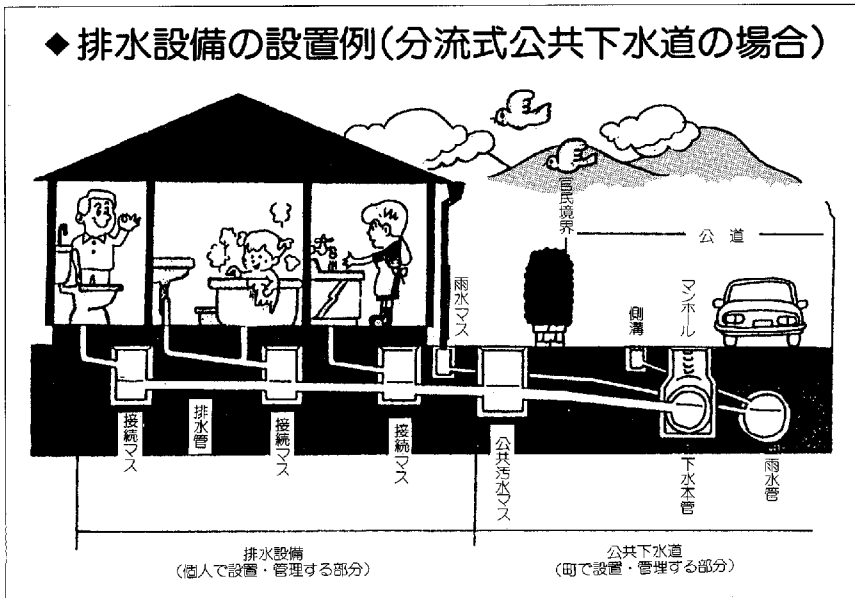 ◆排水設備の設置例(分流式公共下水道の場合)
官民境界
公道
雨水マス
側溝
マンホール
接続マス
排水管
接続マス
接続マス
公共汚水マス
下水本管
雨水管
排水設備
(個人で設置・管理する部分)
公共下水道
(町で設置・管理する部分)